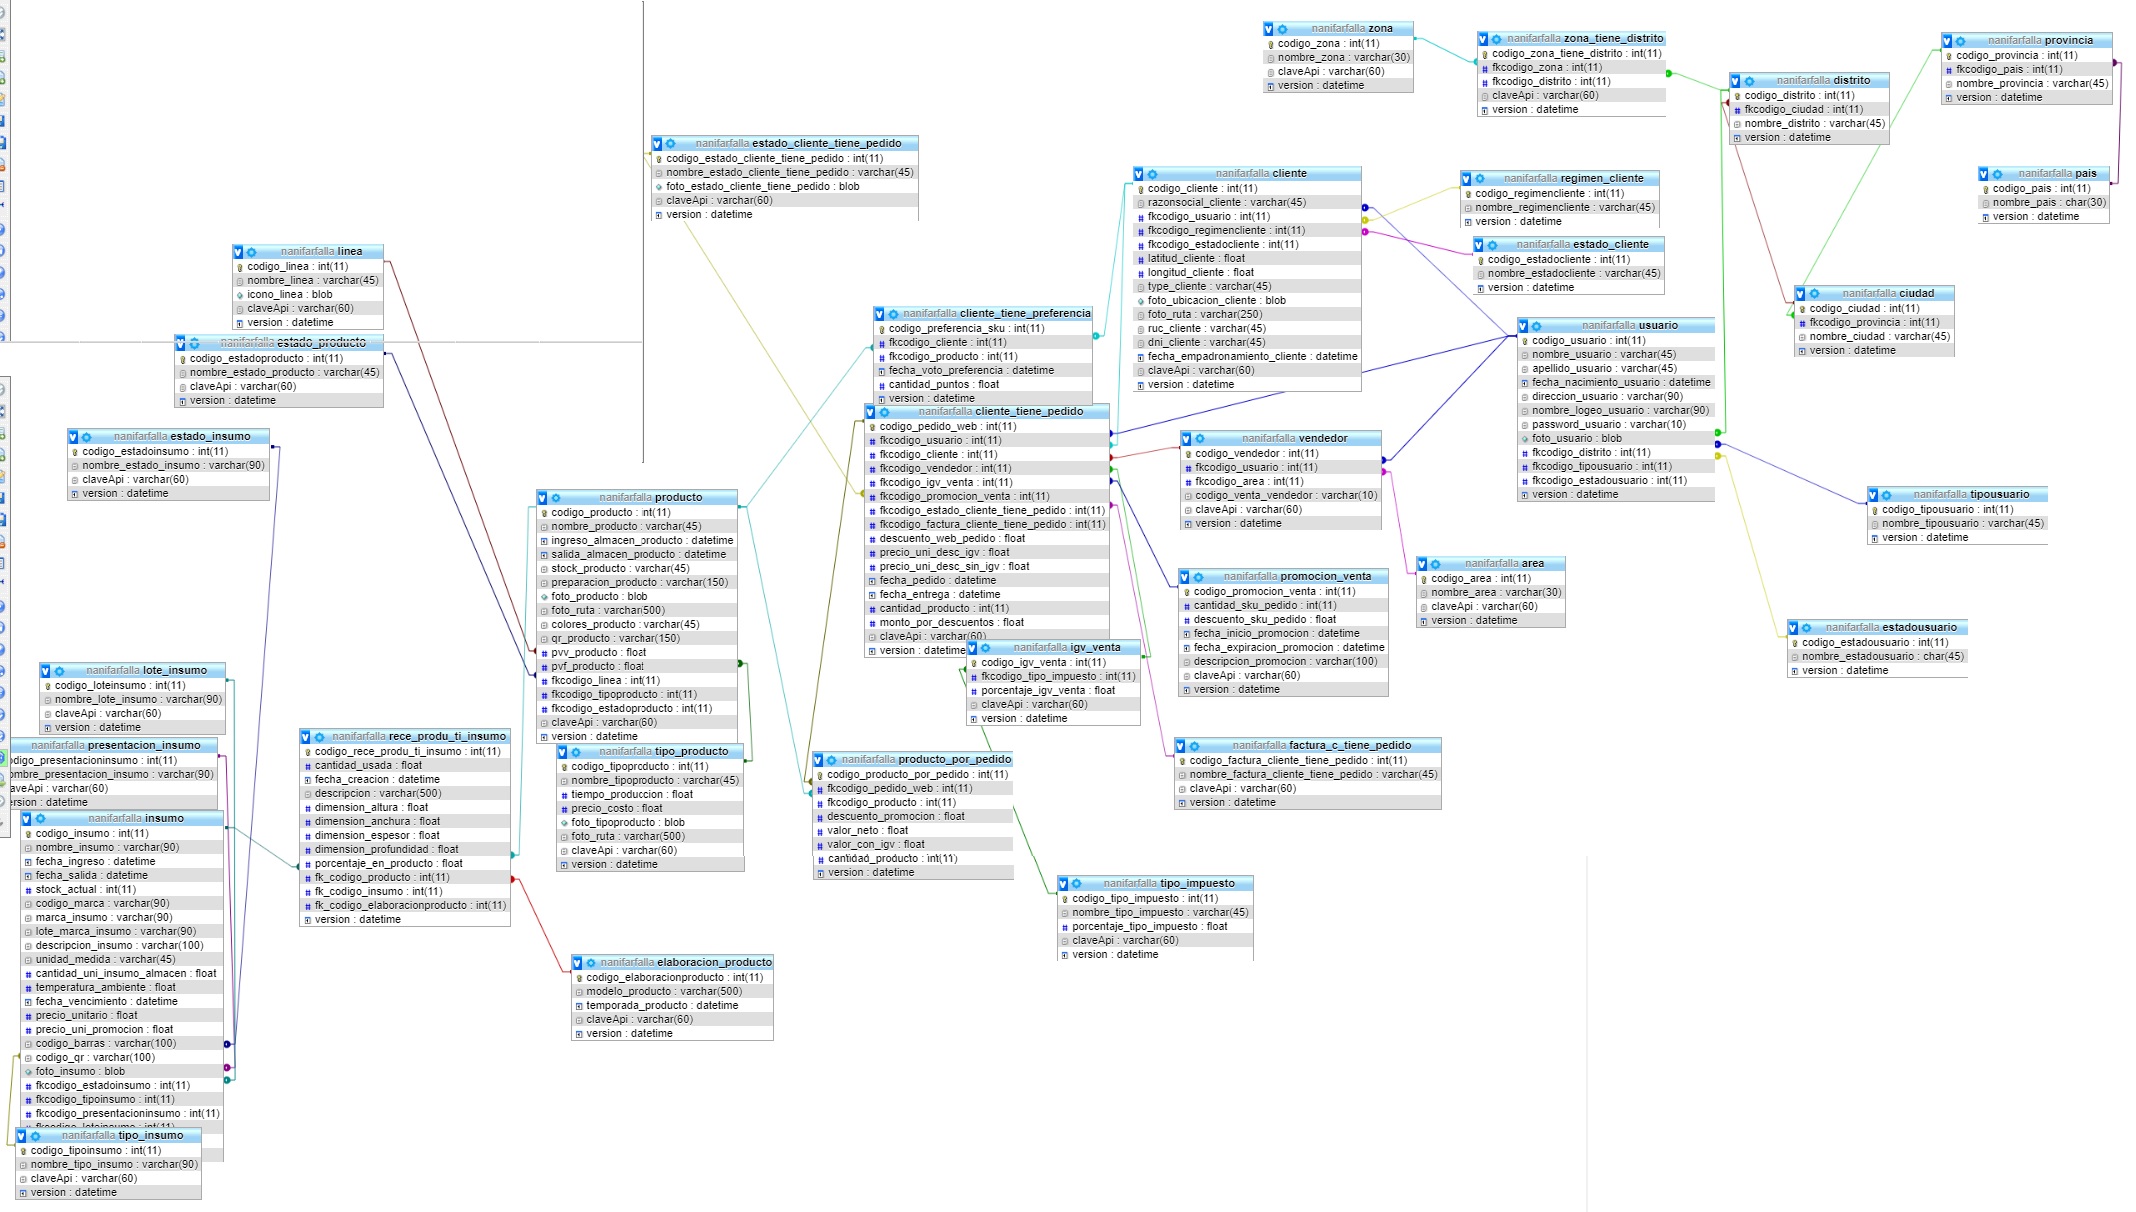 nanifarfalla zona
codigo_zona : int(11)
nombre_zona : varchar(30)
claveApi : varchar(60)
version : datetime
nanifarfalla zona_tiene_distrito
codigo_zona_tiene_distrito : int(11)
fkcodigo_zona : int(11)
fkcodigo_distrito : int(11)
claveApi : varchar(60)
version : datetime
nanifarfalla distrito
codigo_distrito : int(11)
fkcodigo_ciudad : int(11)
nombre_distrito : varchar(45)
version : datetime
nanifarfalla provincia
codigo_provincia : int(11)
fkcodigo_pais : int(11)
nombre_provincia : varchar(45)
version : datetime
nanifarfalla pais
codigo_pais : int(11)
nombre_pais : char(30)
version : datetime
nanifarfalla estado_cliente_tiene_pedido
codigo_estado_cliente_tiene_pedido : int(11)
nombre_estado_cliente_tiene_pedido : varchar(45)
foto_estado_cliente_tiene_pedido : blob
claveApi : varchar(60)
version : datetime
nanifarfalla cliente
codigo_cliente : int(11)
razonsocial_cliente : varchar(45)
fkcodigo_usuario : int(11)
fkcodigo_regimencliente : int(11)
fkcodigo_estadocliente : int(11)
latitud_cliente : float
longitud_cliente : float
type_cliente : varchar(45)
foto_ubicacion_cliente : blob
foto_ruta : varchar(250)
ruc_cliente : varchar(45)
dni_cliente : varchar(45)
fecha_empadronamiento_cliente : datetime
claveApi : varchar(60)
version : datetime
nanifarfalla regimen_cliente
codigo_regimencliente : int(11)
nombre_regimencliente : varchar(45)
version : datetime
nanifarfalla estado_cliente
codigo_estadocliente : int(11)
nombre_estadocliente : varchar(45)
version : datetime
nanifarfalla ciudad
codigo_ciudad : int(11)
fkcodigo_provincia : int(11)
nombre_ciudad : varchar(45)
version : datetime
nanifarfalla linea
codigo_linea : int(11)
nombre_linea : varchar(45)
icono_linea : blob
claveApi : varchar(60)
version : datetime
nanifarfalla estado_producto
codigo_estadoproducto : int(11)
nombre_estado_producto : varchar(45)
claveApi : varchar(60)
version : datetime
nanifarfalla cliente_tiene_preferencia
codigo_preferencia_sku : int(11)
fkcodigo_cliente : int(11)
fkcodigo_producto : int(11)
fecha_voto_preferencia : datetime
cantidad_puntos : float
version : datetime
nanifarfalla usuario
codigo_usuario : int(11)
nombre_usuario : varchar(45)
apellido_usuario : varchar(45)
fecha_nacimiento_usuario : datetime
direccion_usuario : varchar(90)
nombre_logeo_usuario : varchar(90)
password_usuario : varchar(10)
foto_usuario : blob
fkcodigo_distrito : int(11)
fkcodigo_tipousuario : int(11)
fkcodigo_estadousuario : int(11)
version : datetime
nanifarfalla cliente_tiene_pedido
codigo_pedido_web : int(11)
fkcodigo_usuario : int(11)
fkcodigo_cliente : int(11)
fkcodigo_vendedor : int(11)
fkcodigo_igv_venta : int(11)
fkcodigo_promocion_venta : int(11)
fkcodigo_estado_cliente_tiene_pedido : int(11)
fkcodigo_factura_cliente_tiene_pedido : int(11)
descuento_web_pedido : float
precio_uni_desc_igv : float
precio_uni_desc_sin_igv : float
fecha_pedido : datetime
fecha_entrega : datetime
cantidad_producto : int(11)
monto_por_descuentos : float
claveApi : varchar(60)
version : datetime
nanifarfalla vendedor
codigo_vendedor : int(11)
fkcodigo_usuario : int(11)
fkcodigo_area : int(11)
codigo_venta_vendedor : varchar(10)
claveApi : varchar(60)
version : datetime
nanifarfalla estado_insumo
codigo_estadoinsumo : int(11)
nombre_estado_insumo : varchar(90)
claveApi : varchar(60)
version : datetime
nanifarfalla producto
codigo_producto : int(11)
nombre_producto : varchar(45)
ingreso_almacen_producto : datetime
salida_almacen_producto : datetime
stock_producto : varchar(45)
preparacion_producto : varchar(150)
foto_producto : blob
foto_ruta : varchar(500)
colores_producto : varchar(45)
qr_producto : varchar(150)
pvv_producto : float
pvf_producto : float
fkcodigo_linea : int(11)
fkcodigo_tipoproducto : int(11)
fkcodigo_estadoproducto : int(11)
claveApi : varchar(60)
version : datetime
nanifarfalla tipousuario
codigo_tipousuario : int(11)
nombre_tipousuario : varchar(45)
version : datetime
nanifarfalla area
codigo_area : int(11)
nombre_area : varchar(30)
claveApi : varchar(60)
version : datetime
nanifarfalla promocion_venta
codigo_promocion_venta : int(11)
cantidad_sku_pedido : int(11)
descuento_sku_pedido : float
fecha_inicio_promocion : datetime
fecha_expiracion_promocion : datetime
descripcion_promocion : varchar(100)
claveApi : varchar(60)
version : datetime
nanifarfalla estadousuario
codigo_estadousuario : int(11)
nombre_estadousuario : char(45)
version : datetime
nanifarfalla igv_venta
codigo_igv_venta : int(11)
fkcodigo_tipo_impuesto : int(11)
porcentaje_igv_venta : float
claveApi : varchar(60)
version : datetime
nanifarfalla lote_insumo
codigo_loteinsumo : int(11)
nombre_lote_insumo : varchar(90)
claveApi : varchar(60)
version : datetime
nanifarfalla presentacion_insumo
odigo_presentacioninsumo : int(11)
ombre_presentacion_insumo : varchar(90)
aveApi : varchar(60)
ersion : datetime
nanifarfalla rece_produ_ti_insumo
codigo_rece_produ_ti_insumo : int(11)
cantidad_usada : float
fecha_creacion : datetime
descripcion : varchar(500)
dimension_altura : float
dimension_anchura : float
dimension_espesor : float
dimension_profundidad : float
porcentaje_en_producto : float
fk_codigo_producto : int(11)
fk_codigo_insumo : int(11)
fk_codigo_elaboracionproducto : int(11)
version : datetime
nanifarfalla tipo_producto
codigo_tipoproducto : int(11)
nombre_tipoproducto : varchar(45)
tiempo_produccion : float
precio_costo : float
foto_tipoproducto : blob
foto_ruta : varchar(500)
claveApi : varchar(60)
version : datetime
nanifarfalla producto_por_pedido
codigo_producto_por_pedido : int(11)
fkcodigo_pedido_web : int(11)
fkcodigo_producto : int(11)
descuento_promocion : float
valor_neto : float
valor_con_igv : float
cantidad_producto : int(11)
version : datetime
nanifarfalla factura_c_tiene_pedido
codigo_factura_cliente_tiene_pedido : int(11)
nombre_factura_cliente_tiene_pedido : varchar(45)
claveApi : varchar(60)
version : datetime
nanifarfalla insumo
codigo_insumo : int(11)
nombre_insumo : varchar(90)
fecha_ingreso : datetime
fecha_salida : datetime
stock_actual : int(11)
codigo_marca : varchar(90)
marca_insumo : varchar(90)
lote_marca_insumo : varchar(90)
descripcion_insumo : varchar(100)
unidad_medida : varchar(45)
cantidad_uni_insumo_almacen : float
temperatura_ambiente : float
fecha_vencimiento : datetime
precio_unitario : float
precio_uni_promocion : float
codigo_barras : varchar(100)
codigo_qr : varchar(100)
foto_insumo : blob
fkcodigo_estadoinsumo : int(11)
fkcodigo_tipoinsumo : int(11)
fkcodigo_presentacioninsumo : int(11)
fkcodigo_loteinsumo : int(11)
nanifarfalla tipo_impuesto
codigo_tipo_impuesto : int(11)
nombre_tipo_impuesto : varchar(45)
porcentaje_tipo_impuesto : float
claveApi : varchar(60)
version : datetime
nanifarfalla elaboracion_producto
codigo_elaboracionproducto : int(11)
modelo_producto : varchar(500)
temporada_producto : datetime
claveApi : varchar(60)
version : datetime
nanifarfalla tipo_insumo
codigo_tipoinsumo : int(11)
nombre_tipo_insumo : varchar(90)
claveApi : varchar(60)
version : datetime